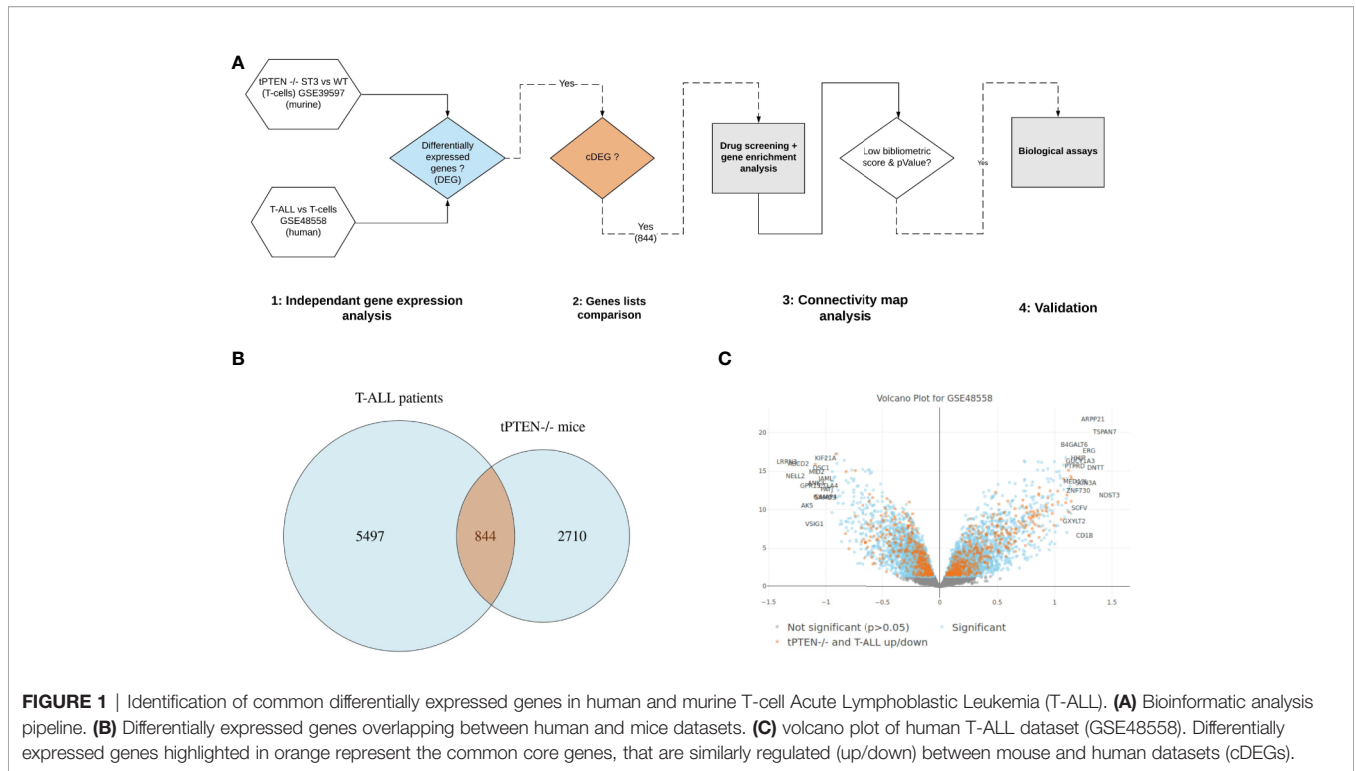 A
tPTEN -/- ST3 vs WT
(T-cells) GSE39597
(murine)
T-ALL vs T-cells
GSE48558
(human)
Differentially
expressed
genes ?
(DEG)
Yes
cDEG ?
Yes
(844)
Drug screening +
gene enrichment
analysis
Low bibliometric
score & pValue?
Yes
Biological assays
1: Independant gene expression
analysis
2: Genes lists
comparison
3: Connectivity map
analysis
4: Validation
B
T-ALL patients
tPTEN-/- mice
5497
844
2710
C
Volcano Plot for GSE48558
20
15
10
5
0
−1.5
−1
−0.5
0
0.5
1
1.5
ARPP21
TSPAN7
B4GALT6
ERG
PTPRD
DNTT
ZNF730
NDST3
SCFV
GXYLT2
CD1B
LRRN3
KIF21A
NELL2
AK5
VSIG1
Not significant (p>0.05)
Significant
tPTEN-/- and T-ALL up/down
FIGURE 1 | Identification of common differentially expressed genes in human and murine T-cell Acute Lymphoblastic Leukemia (T-ALL). (A) Bioinformatic analysis
pipeline. (B) Differentially expressed genes overlapping between human and mice datasets. (C) volcano plot of human T-ALL dataset (GSE48558). Differentially
expressed genes highlighted in orange represent the common core genes, that are similarly regulated (up/down) between mouse and human datasets (cDEGs).